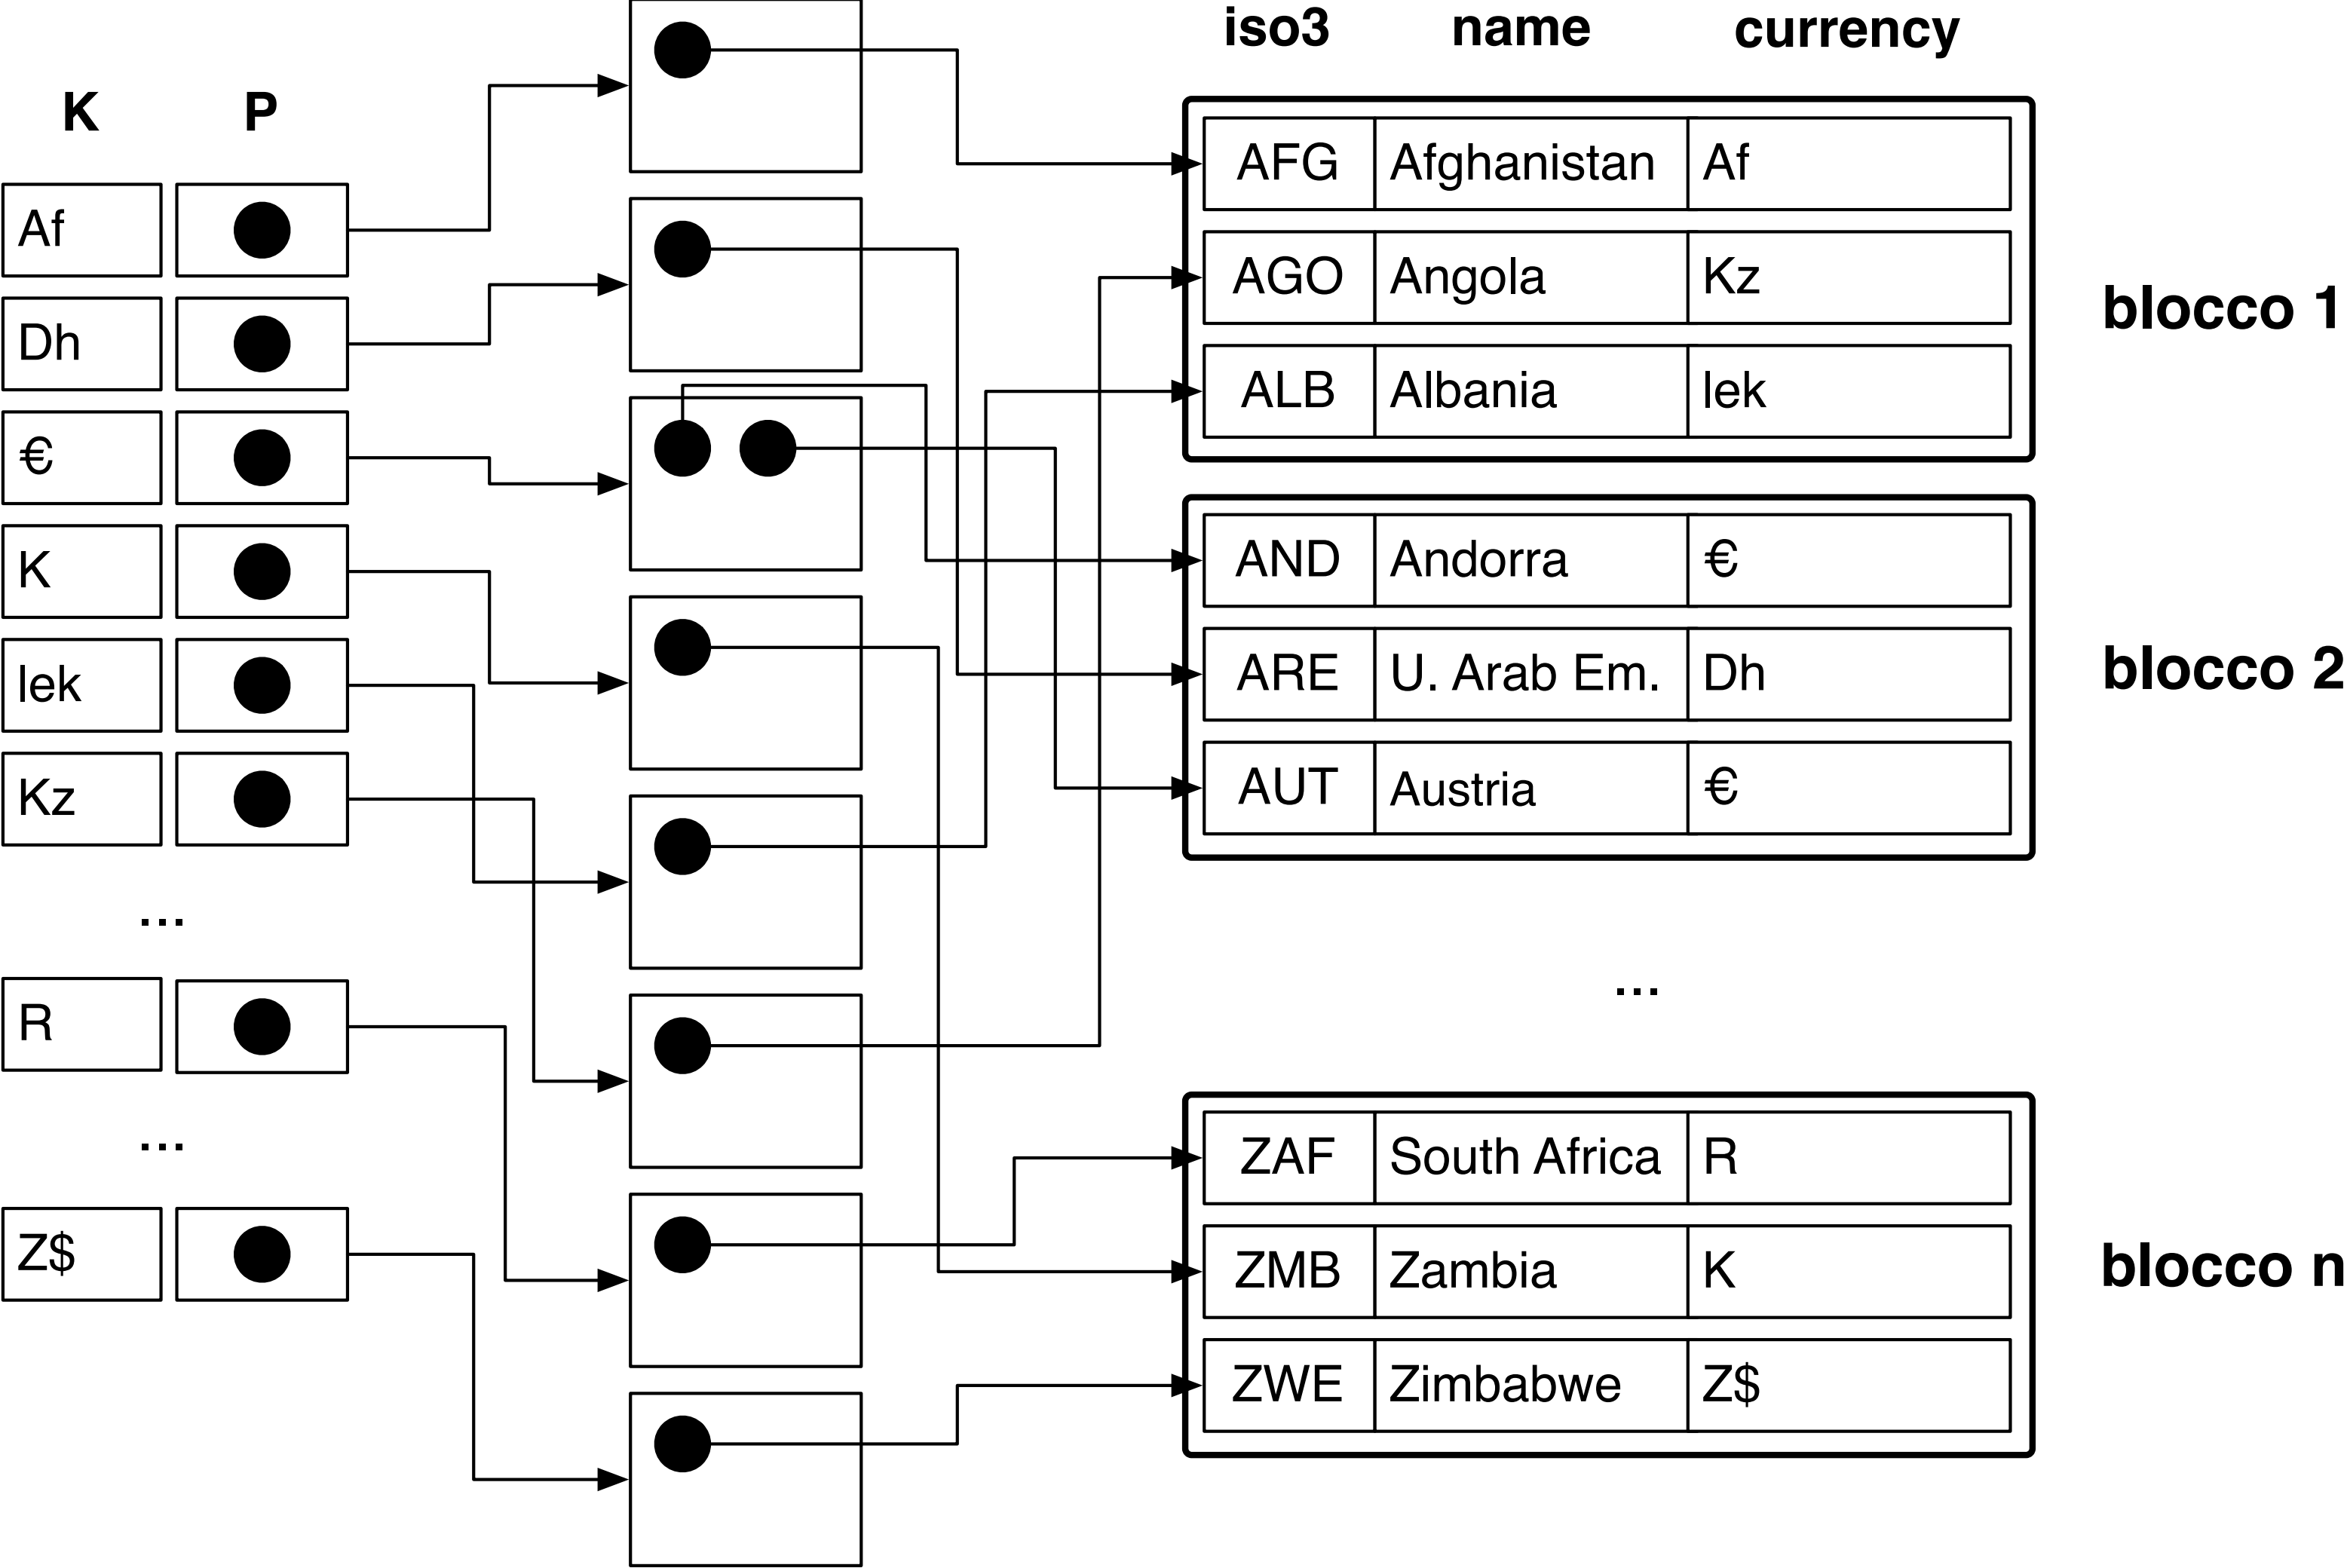 iso3 name currency
K P
Af
Dh
€
K
lek
Kz
...
R
...
Z$
AFG Afghanistan Af
AGO Angola Kz
ALB Albania lek
blocco 1
AND Andorra €
ARE U. Arab Em. Dh
AUT Austria €
blocco 2
...
ZAF South Africa R
ZMB Zambia K
ZWE Zimbabwe Z$
blocco n